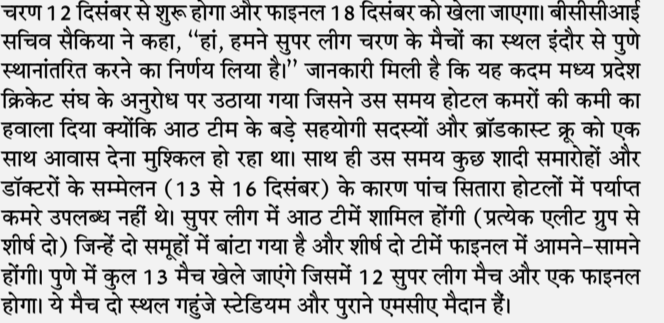 चरण 12 दिसंबर से शुरू होगा और फाइनल 18 दिसंबर को खेला जाएगा। बीसीसीआई
सचिव सैकिया ने कहा, ‘‘हां, हमने सुपर लीग चरण के मैचों का स्थल इंदौर से पुणे
स्थानांतरित करने का निर्णय लिया है।’’ जानकारी मिली है कि यह कदम मध्य प्रदेश
क्रिकेट संघ के अनुरोध पर उठाया गया जिसने उस समय होटल कमरों की कमी का
हवाला दिया क्योंकि आठ टीम के बड़े सहयोगी सदस्यों और ब्रॉडकास्ट क्रू को एक
साथ आवास देना मुश्किल हो रहा था। साथ ही उस समय कुछ शादी समारोहों और
डॉक्टरों के सम्मेलन (13 से 16 दिसंबर) के कारण पांच सितारा होटलों में पर्याप्त
कमरे उपलब्ध नहीं थे। सुपर लीग में आठ टीमें शामिल होंगी (प्रत्येक एलीट ग्रुप से
शीर्ष दो) जिन्हें दो समूहों में बांटा गया है और शीर्ष दो टीमें फाइनल में आमने-सामने
होंगी। पुणे में कुल 13 मैच खेले जाएंगे जिसमें 12 सुपर लीग मैच और एक फाइनल
होगा। ये मैच दो स्थल गहुंजे स्टेडियम और पुराने एमसीए मैदान हैं।